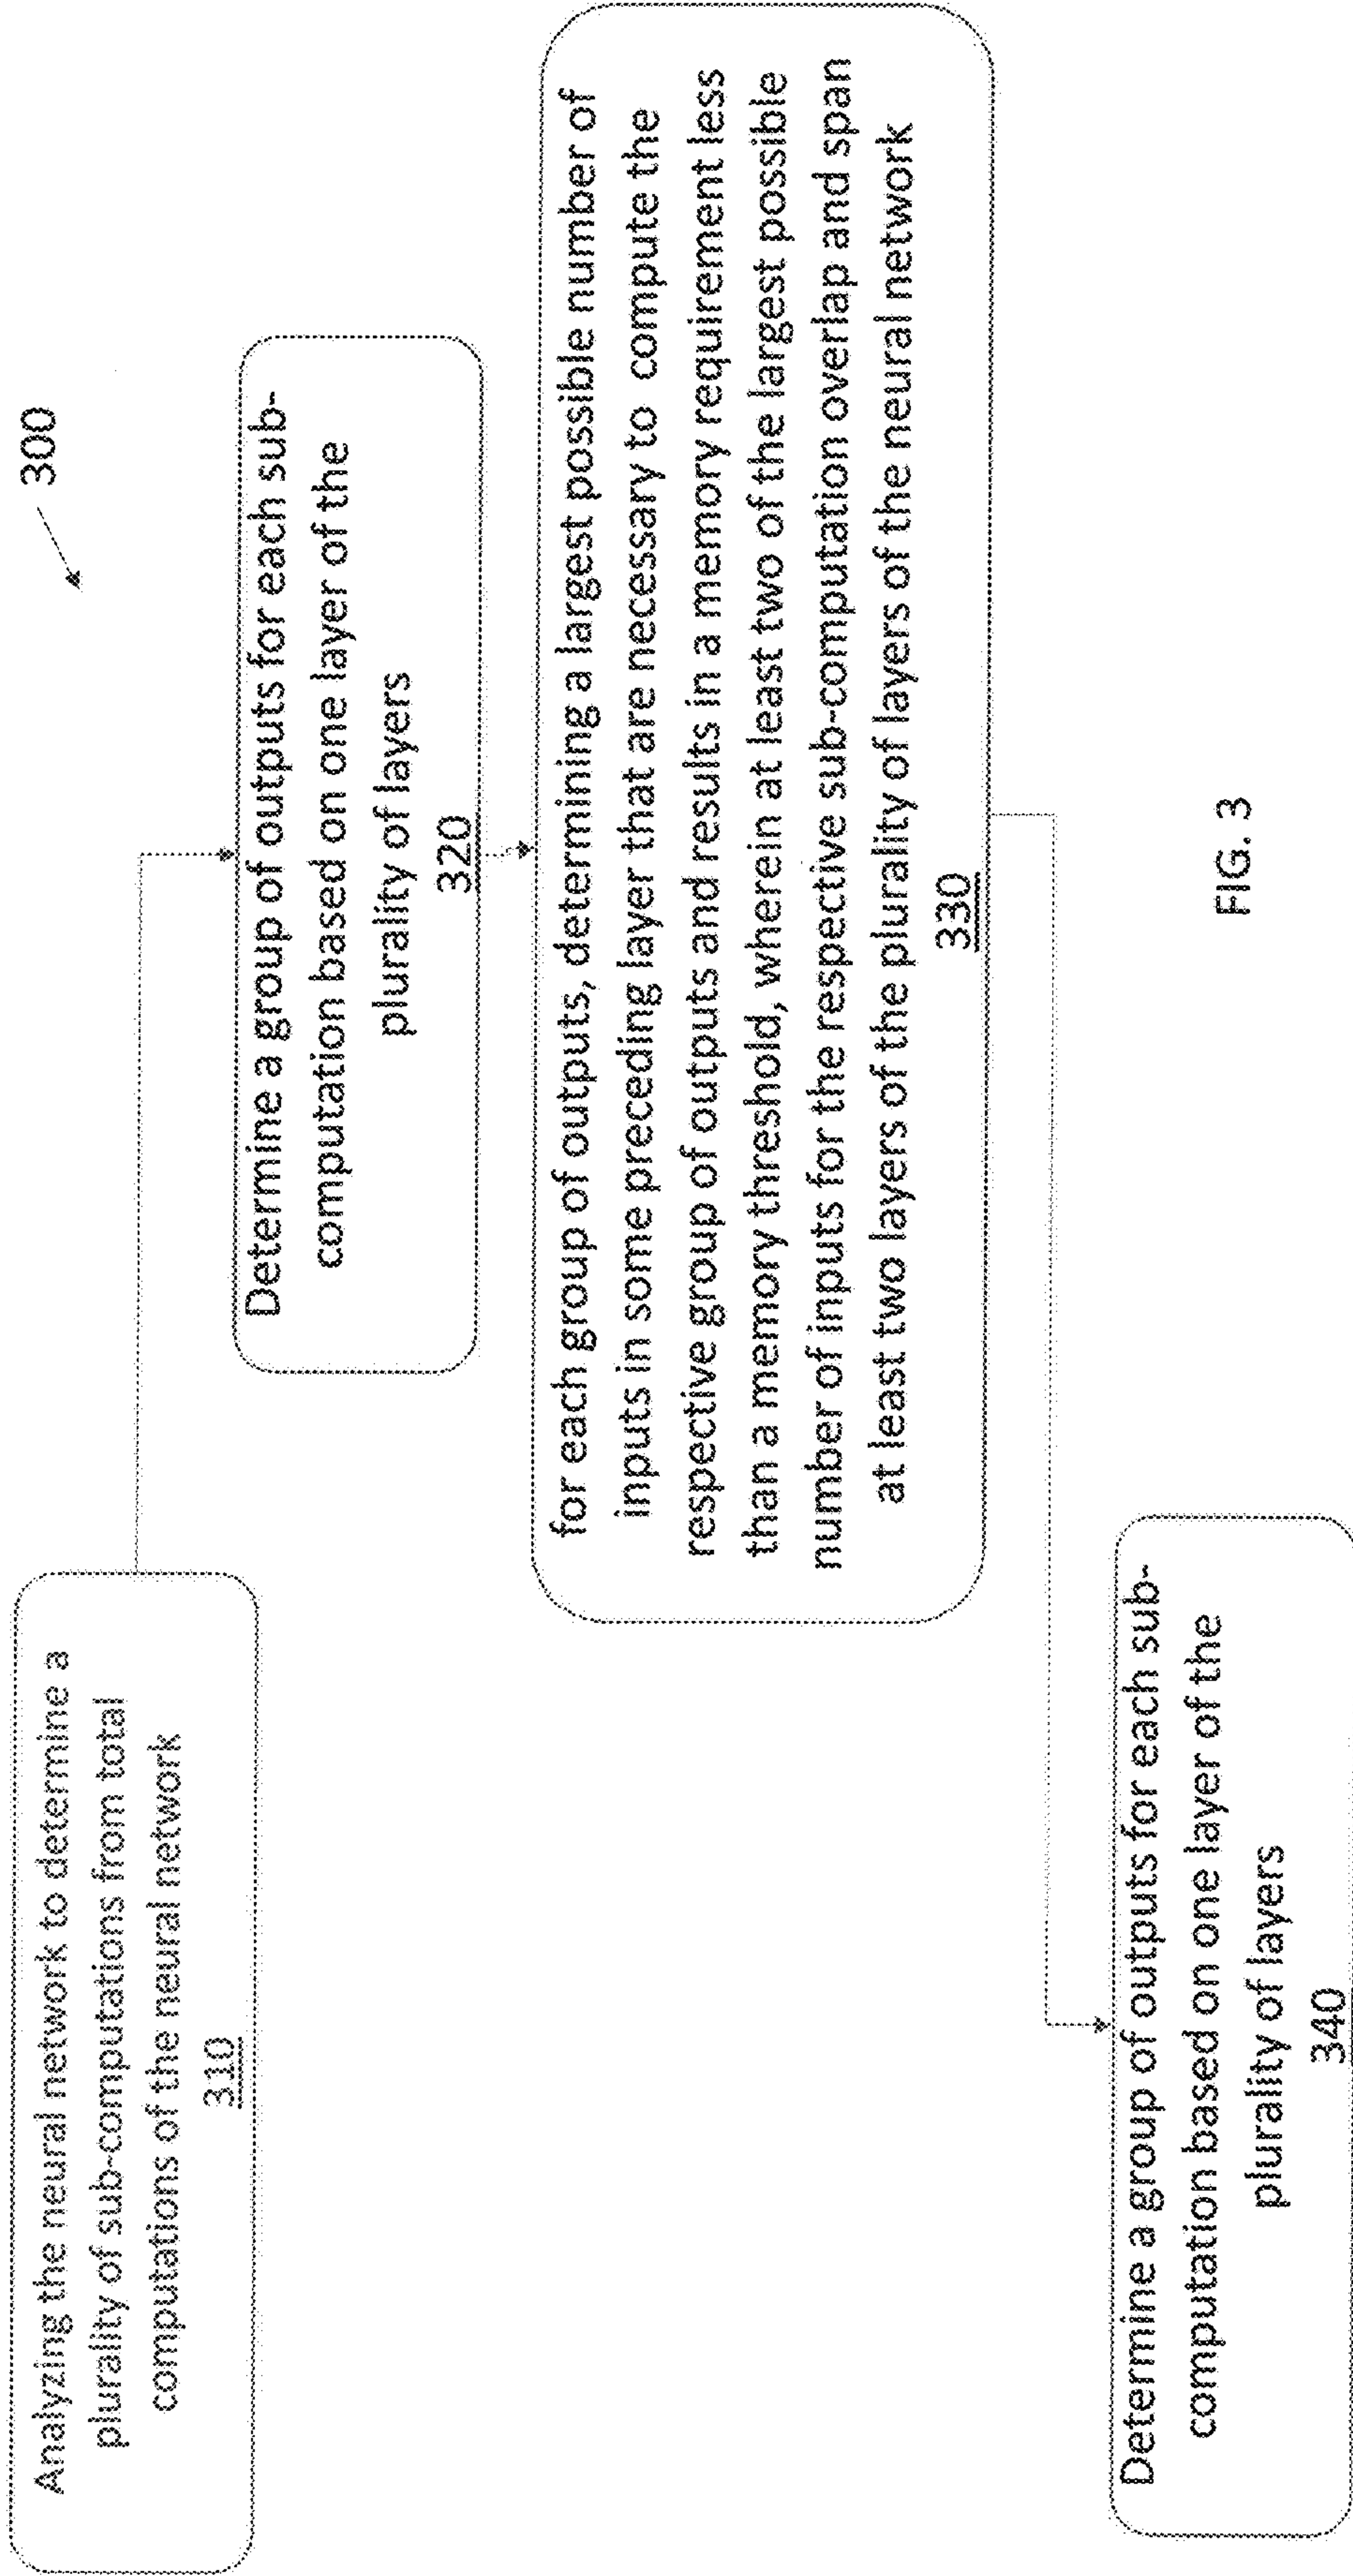 300
Analyzing the neural network to determine a
plurality of sub-computations from total
computations of the neural network
310
Determine a group of outputs for each sub-
computation based on one layer of the
plurality of layers
320
for each group of outputs, determining a largest possible number of
inputs in some preceding layer that are necessary to compute the
respective group of outputs and results in a memory requirement less
than a memory threshold, wherein at least two of the largest possible
number of inputs for the respective sub-computation overlap and span
at least two layers of the plurality of layers of the neural network
330
Determine a group of outputs for each sub-
computation based on one layer of the
plurality of layers
340
FIG. 3